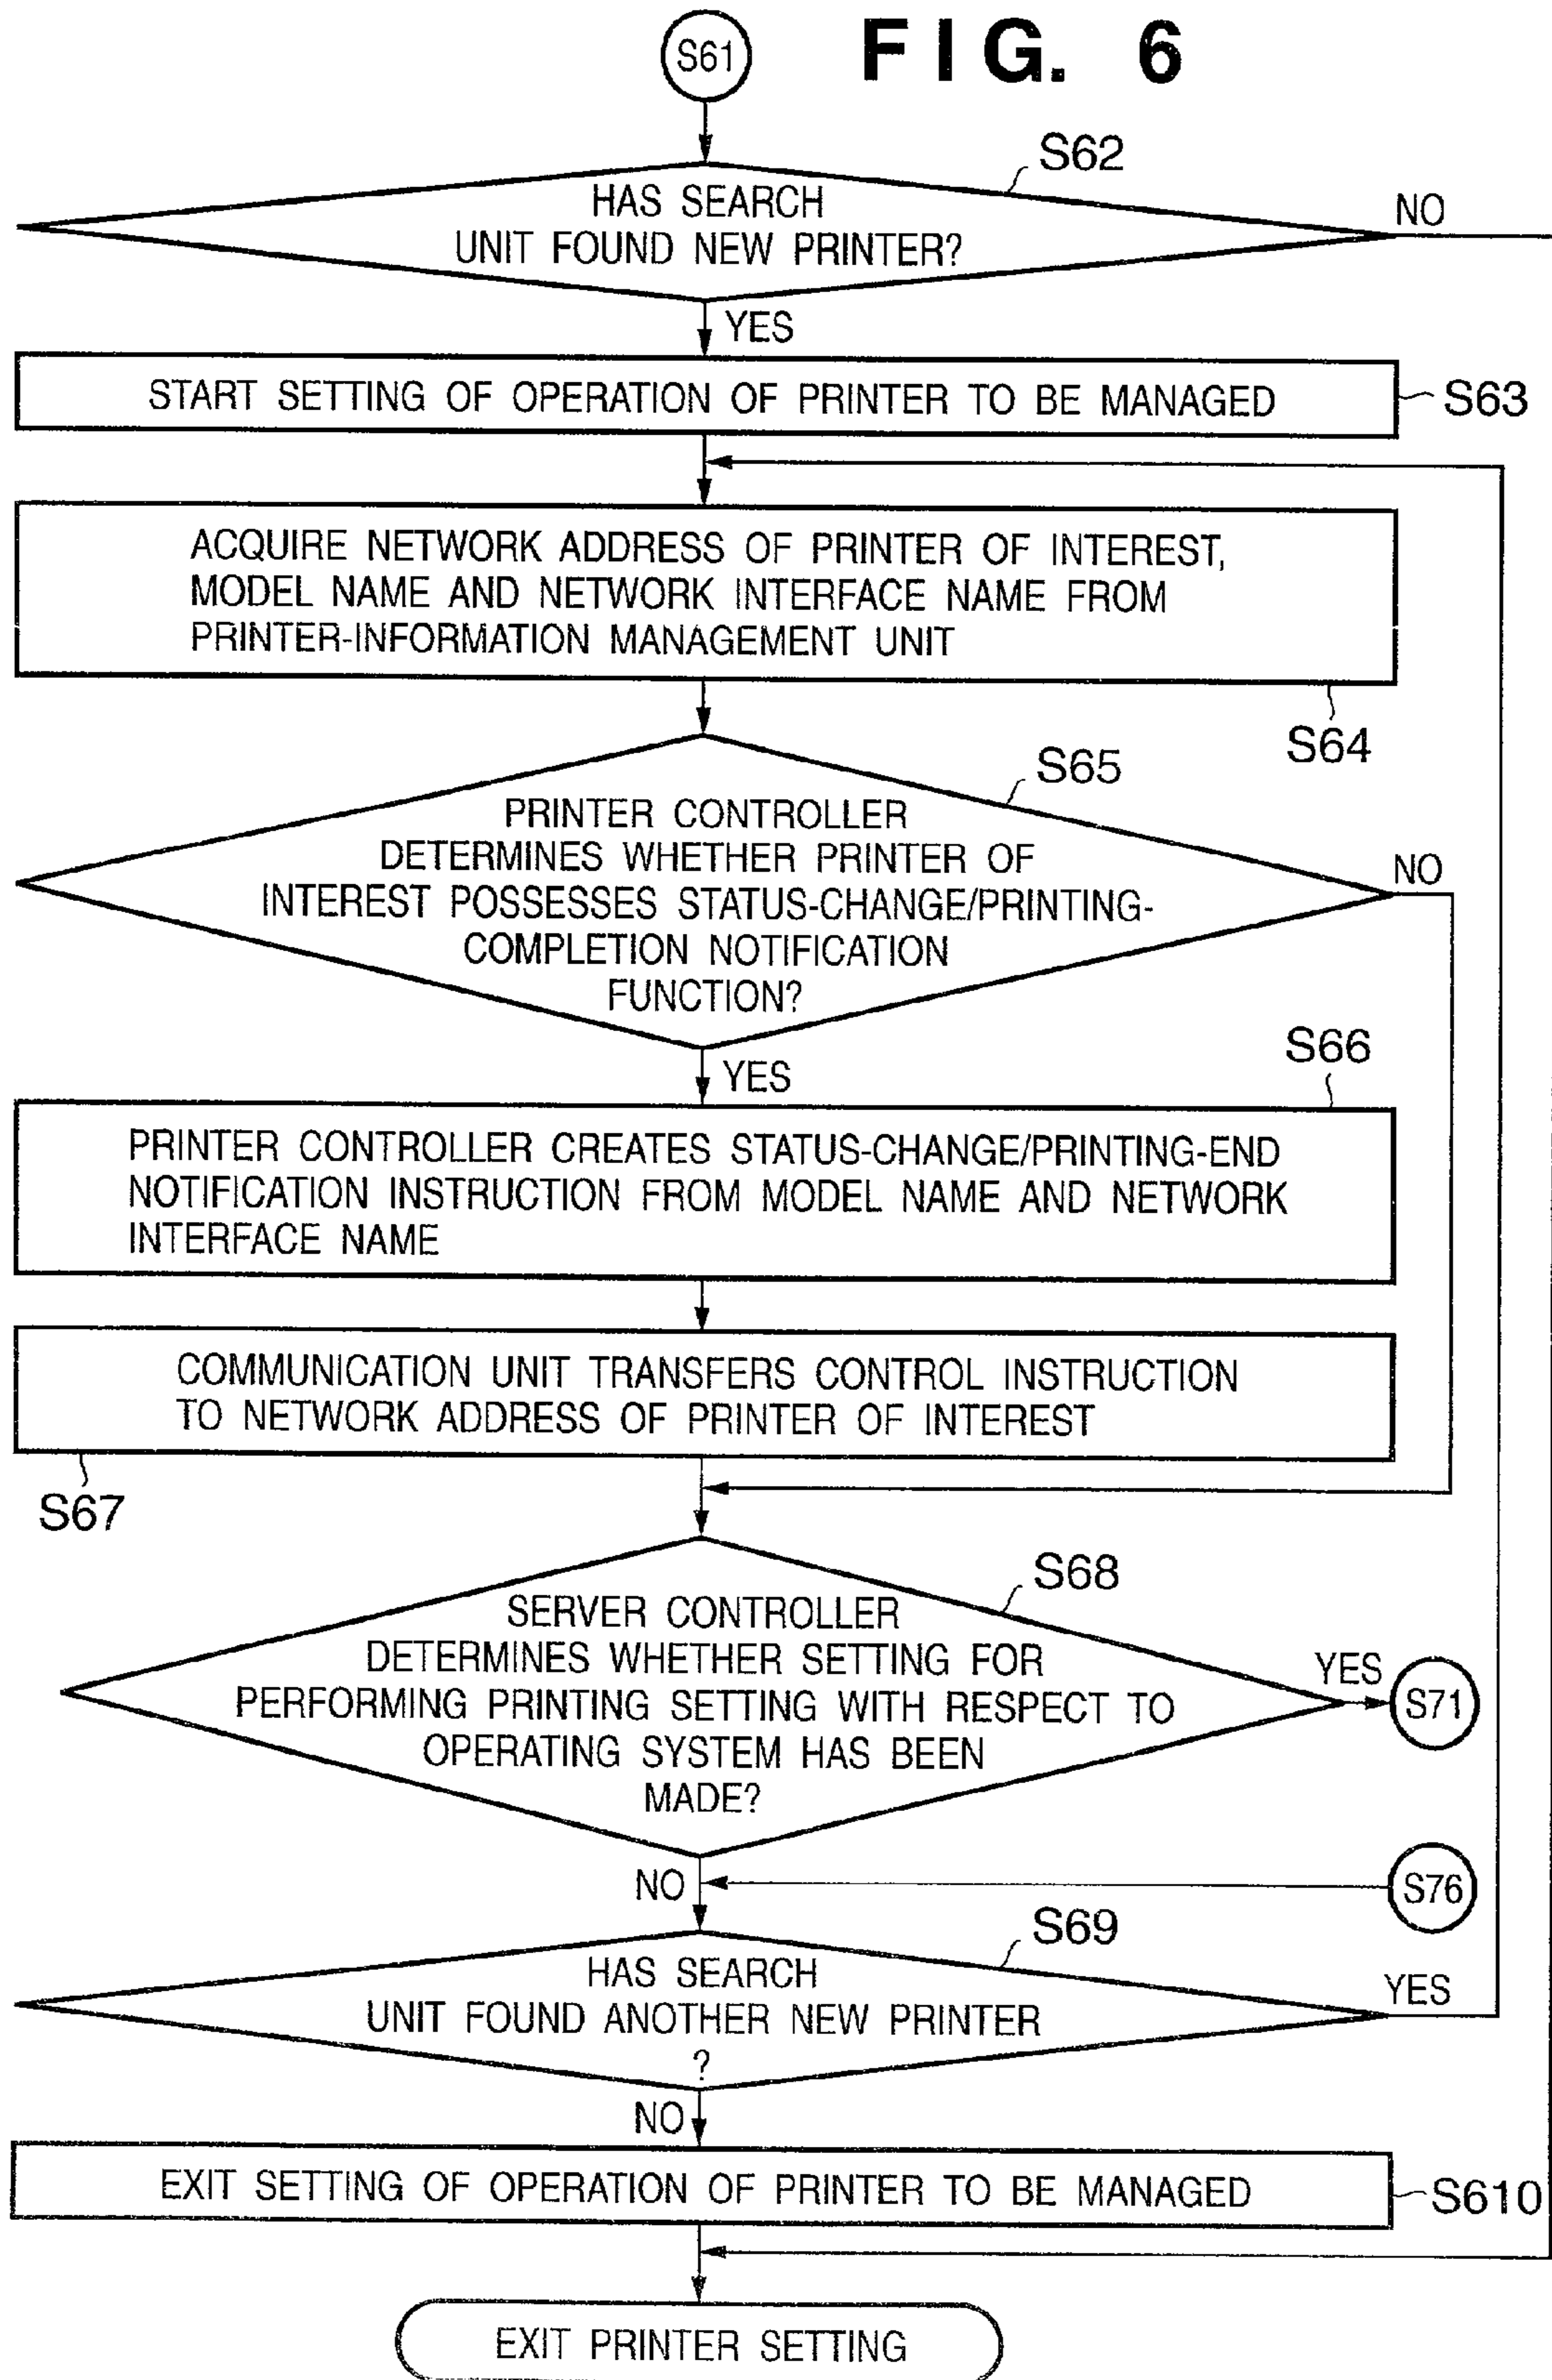 FIG. 6
S61
S62
HAS SEARCH
UNIT FOUND NEW PRINTER?
NO
YES
START SETTING OF OPERATION OF PRINTER TO BE MANAGED
S63
ACQUIRE NETWORK ADDRESS OF PRINTER OF INTEREST,
MODEL NAME AND NETWORK INTERFACE NAME FROM
PRINTER-INFORMATION MANAGEMENT UNIT
S64
S65
PRINTER CONTROLLER
DETERMINES WHETHER PRINTER OF
INTEREST POSSESSES STATUS-CHANGE/PRINTING-
COMPLETION NOTIFICATION
FUNCTION?
NO
YES
S66
PRINTER CONTROLLER CREATES STATUS-CHANGE/PRINTING-END
NOTIFICATION INSTRUCTION FROM MODEL NAME AND NETWORK
INTERFACE NAME
COMMUNICATION UNIT TRANSFERS CONTROL INSTRUCTION
TO NETWORK ADDRESS OF PRINTER OF INTEREST
S67
S68
SERVER CONTROLLER
DETERMINES WHETHER SETTING FOR
PERFORMING PRINTING SETTING WITH RESPECT TO
OPERATING SYSTEM HAS BEEN
MADE?
YES
S71
NO
S76
S69
HAS SEARCH
UNIT FOUND ANOTHER NEW PRINTER
?
YES
NO
EXIT SETTING OF OPERATION OF PRINTER TO BE MANAGED
S610
EXIT PRINTER SETTING